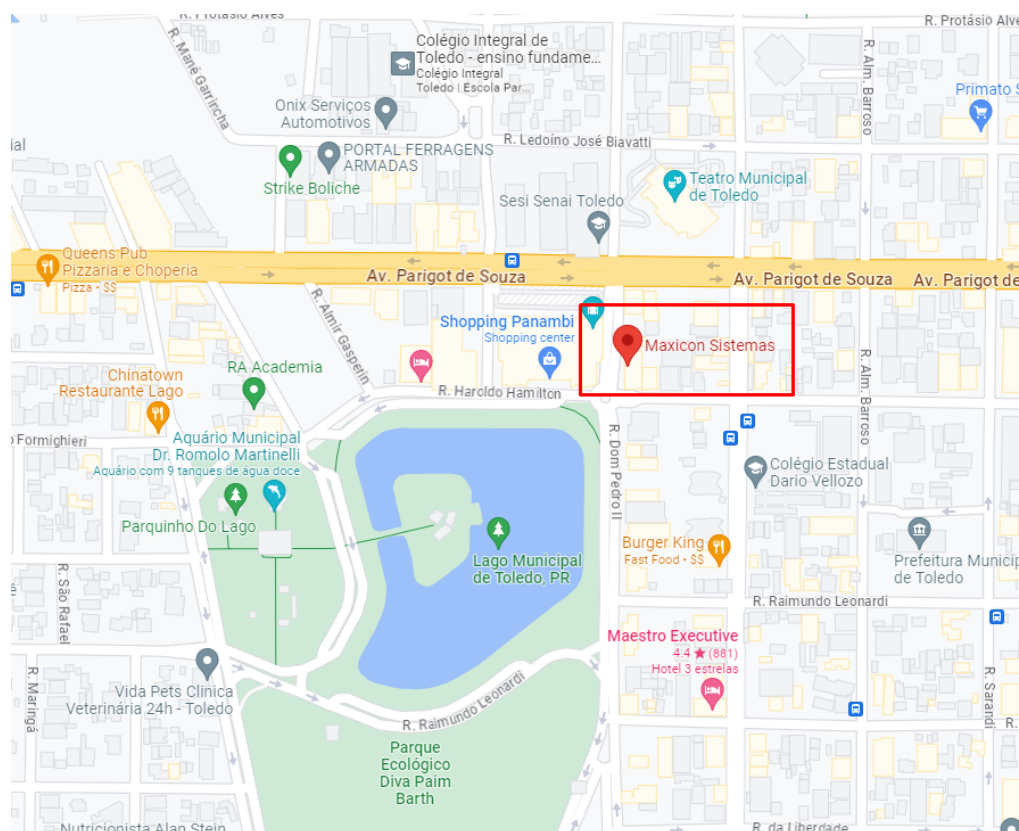 R. Protásio Alves
R. Protásio Alve
R. Mané Garrincha
Colégio Integral de
Toledo - ensino fundame...
Colégio Integral
Toledo | Escola Par...
R. Alm. Barroso
Primato S
Onix Serviços
Automotivos
R. Ledoíno José Biavatti
ial
PORTAL FERRAGENS
ARMADAS
Strike Boliche
Teatro Municipal
de Toledo
Sesi Senai Toledo
Queens Pub
Pizzaria e Choperia
Pizza · $$
Av. Parigot de Souza
Av. Parigot de Souza
Av. Parigot de
R. Almir Gasperin
Shopping Panambi
Shopping center
Maxicon Sistemas
R. Alm. Barroso
RA Academia
Chinatown
Restaurante Lago
R. Haroldo Hamilton
o Formighieri
Aquário Municipal
Dr. Romolo Martinelli
Aquário com 9 tanques de água doce
R. Dom Pedro II
Colégio Estadual
Dario Vellozo
Parquinho Do Lago
Burger King
Fast Food · $$
Lago Municipal
de Toledo, PR
Prefeitura Municip
de Toledo
R. São Rafael
R. Raimundo Leonardi
Maestro Executive
4.4 ★ (881)
Hotel 3 estrelas
R. Maringá
Vida Pets Clinica
Veterinária 24h - Toledo
R. Sarandi
R. Raimundo Leonardi
R.
Parque
Ecológico
Diva Paim
Barth
Nutricionista Alan Stein
R. da Liberdade